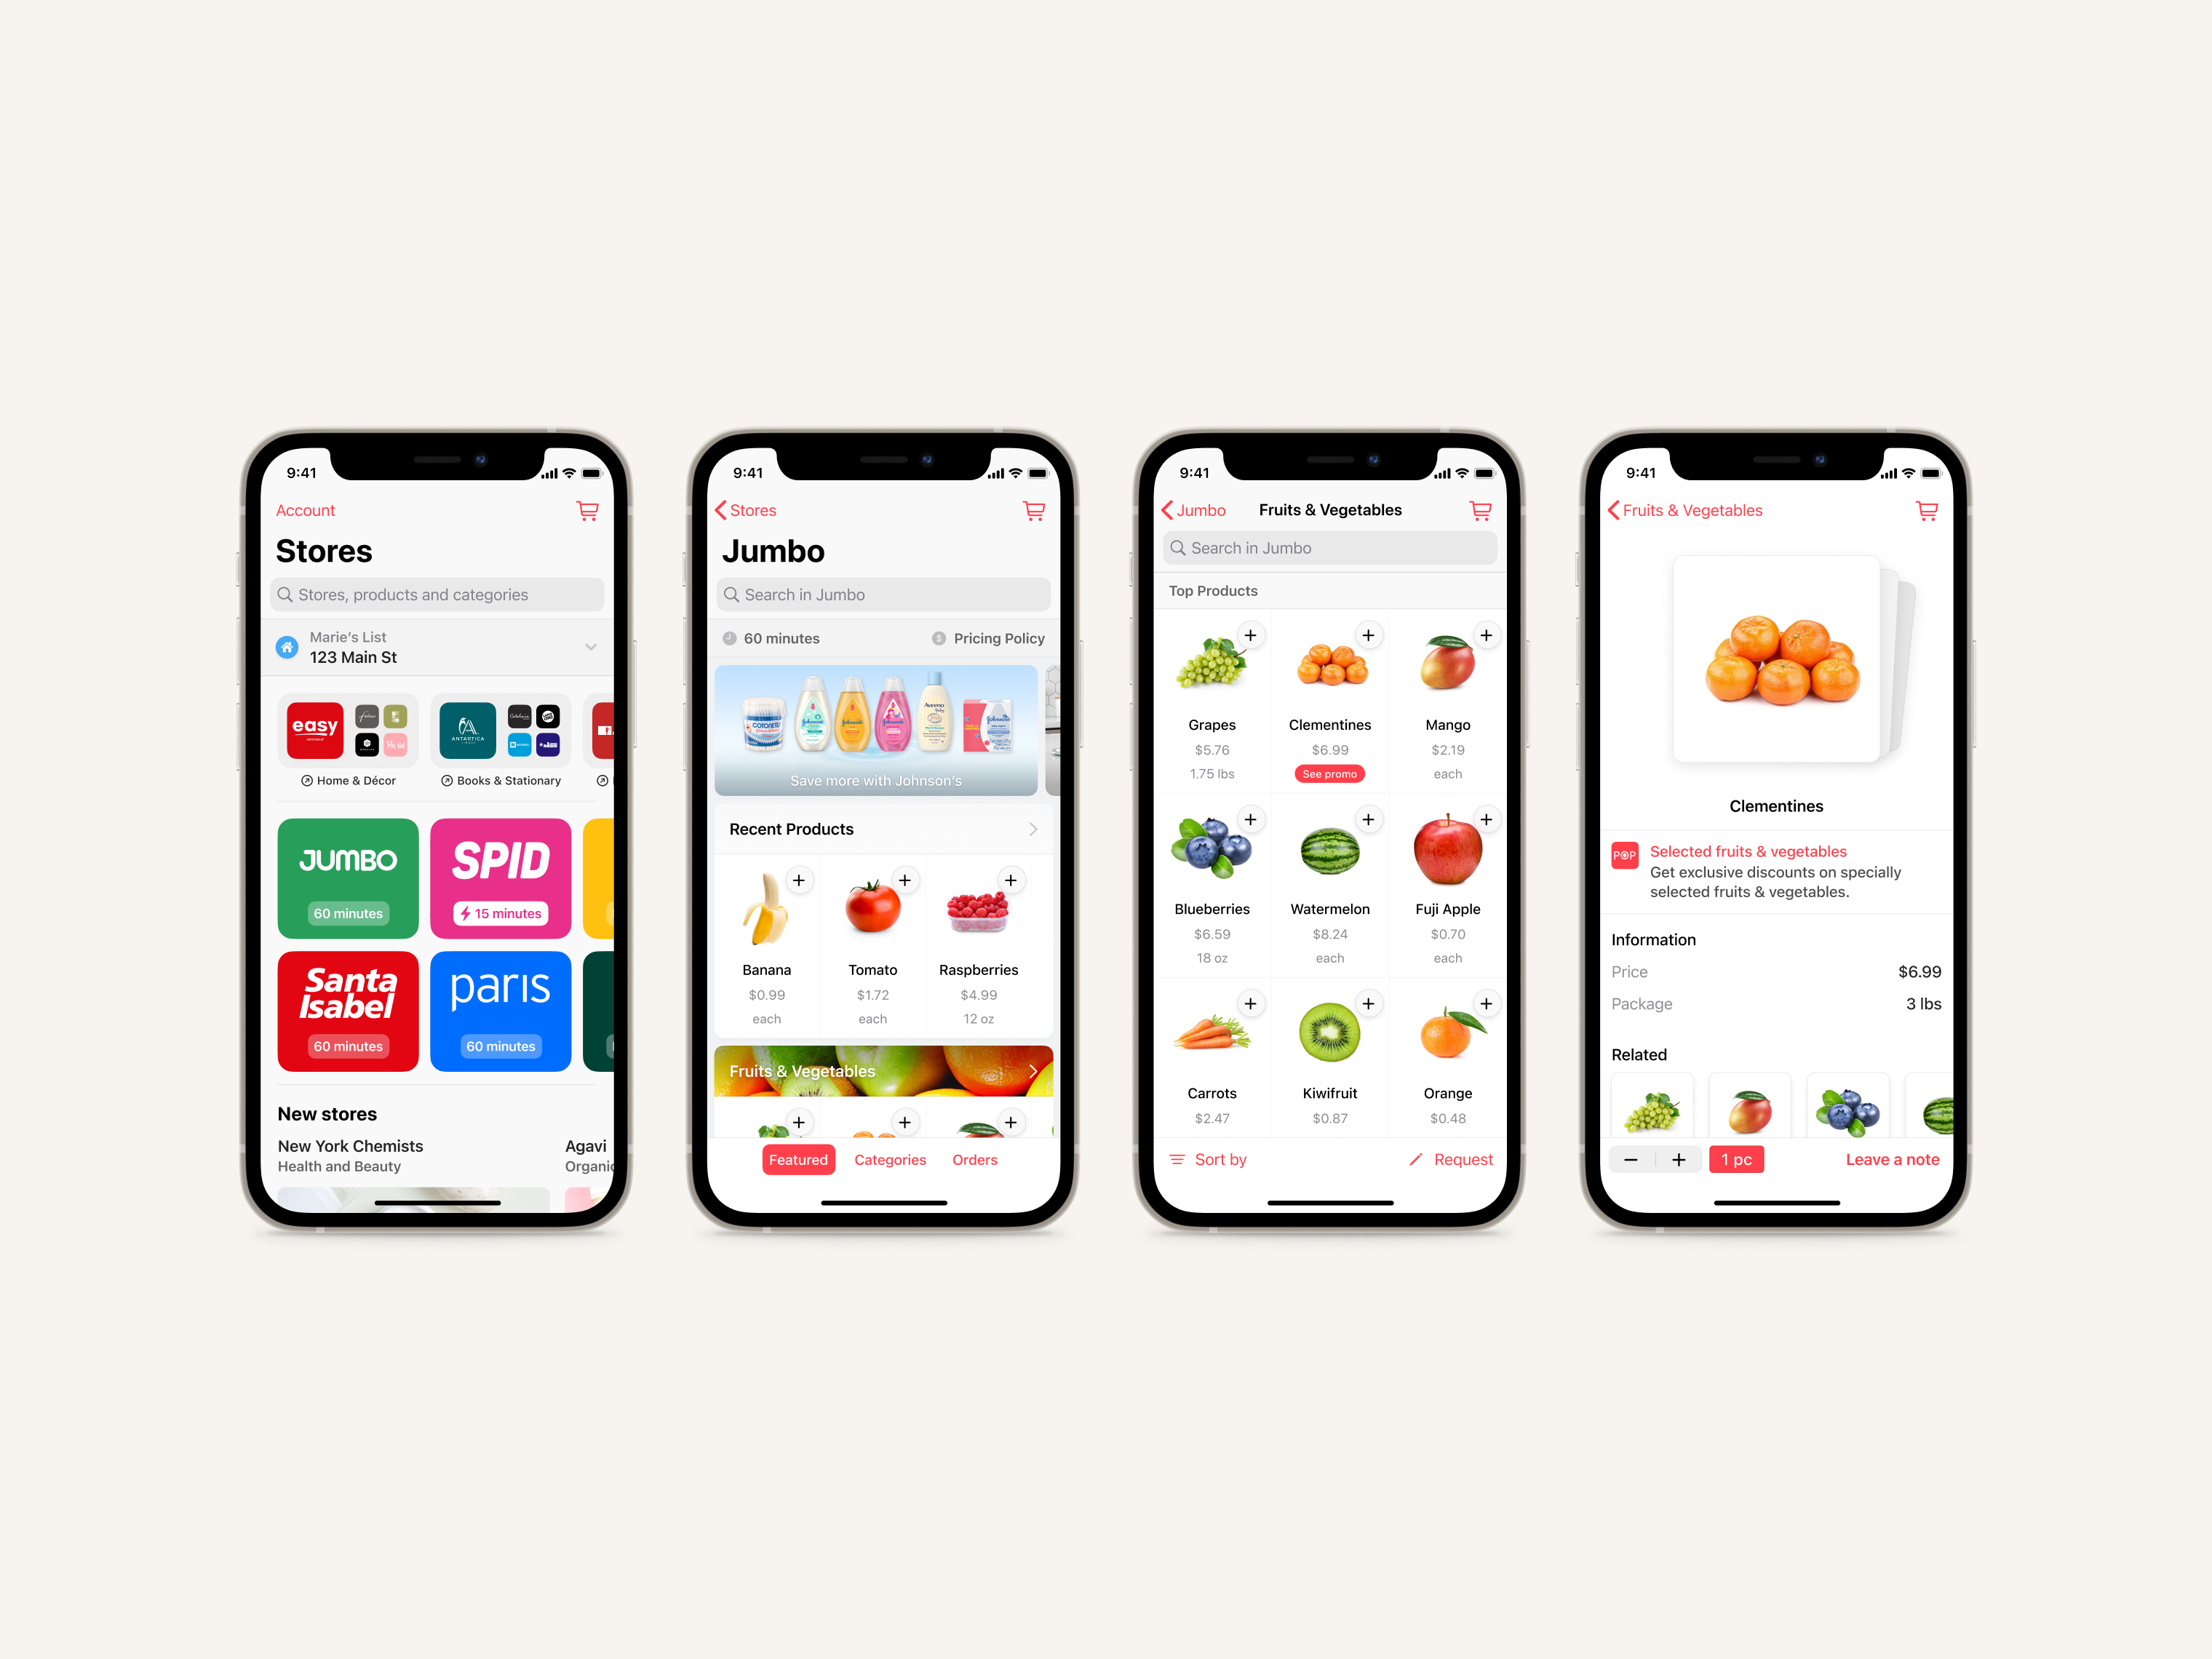 9:41
Account
Stores
Stores, products and categories
Marie's List
123 Main St
easy
ANTARTICA
Home & Décor
Books & Stationary
JUMBO
60 minutes
SPID
15 minutes
Santa
Isabel
60 minutes
paris
60 minutes
New stores
New York Chemists
Health and Beauty
Agavi
Organic
9:41
Stores
Jumbo
Search in Jumbo
60 minutes
Pricing Policy
Save more with Johnson's
Recent Products
Banana
$0.99
each
Tomato
$1.72
each
Raspberries
$4.99
12 oz
Fruits & Vegetables
Featured
Categories
Orders
9:41
Jumbo
Fruits & Vegetables
Search in Jumbo
Top Products
Grapes
$5.76
1.75 lbs
Clementines
$6.99
See promo
Mango
$2.19
each
Blueberries
$6.59
18 oz
Watermelon
$8.24
each
Fuji Apple
$0.70
each
Carrots
$2.47
Kiwifruit
$0.87
Orange
$0.48
Sort by
Request
9:41
Fruits & Vegetables
Clementines
POP
Selected fruits & vegetables
Get exclusive discounts on specially
selected fruits & vegetables.
Information
Price
$6.99
Package
3 lbs
Related
1 pc
Leave a note